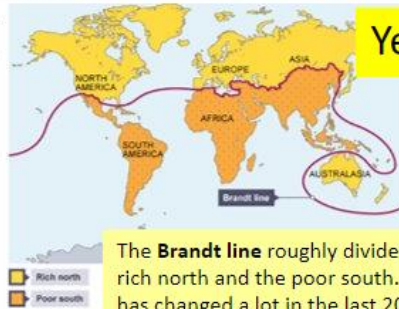 Ye
NORTH
AMERICA
EUROPE
ASIA
AFRICA
SOUTH
AMERICA
AUSTRALASIA
Brandt line
Rich north
Poor south
The Brandt line roughly divide
rich north and the poor south.
has changed a lot in the last 20